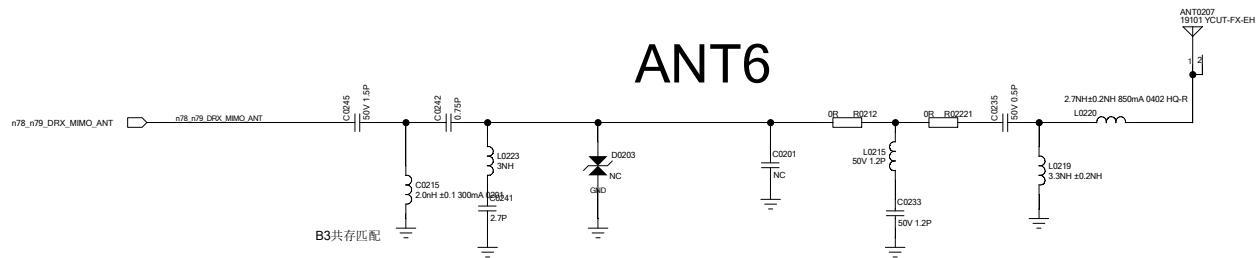 ANT0207
19101 YCUT-FX-EH
ANT6
1
2
C0245
50V 1.5P
C0242
0.75P
C0235
50V 0.5P
2.7NH±0.2NH 850mA 0402 HQ-R
L0220
n78_n79_DRX_MIMO_ANT
n78_n79_DRX_MIMO_ANT
0R R0212
0R R02221
L0223
3NH
D0203
NC
GND
C0201
NC
L0215
50V 1.2P
L0219
3.3NH ±0.2NH
C0215
2.0nH ±0.1 300mA 0201
C0241
2.7P
C0233
50V 1.2P
B3共存匹配